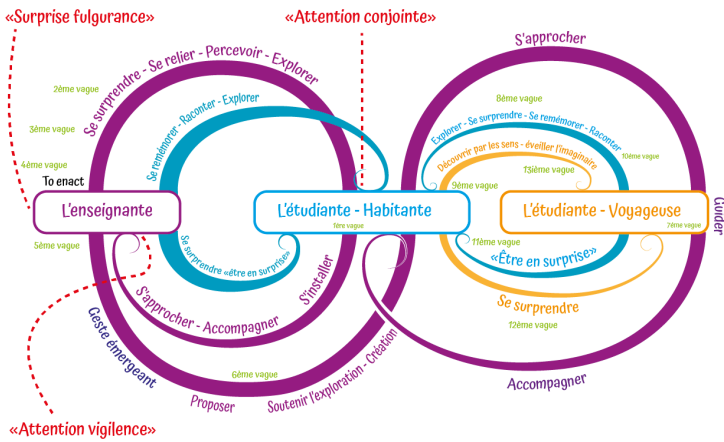 «Surprise fulgurance»
«Attention conjointe»
S'approcher
Se surprendre - Se relier - Percevoir - Explorer
2ème vague
Se remémorer - Raconter - Explorer
8ème vague
3ème vague
Explorer - Se surprendre - Se remémorer - Raconter
Découvrir par les sens - éveiller l'imaginaire
10ème vague
4ème vague
13ième vague
To enact
9ème vague
L'enseignante
L'étudiante - Habitante
1ère vague
L'étudiante - Voyageuse
7ème vague
Guider
5ème vague
11ème vague
Se surprendre «être en surprise»
«Être en surprise»
S'installer
S'approcher - Accompagner
Se surprendre
12ème vague
Geste émergeant
6ème vague
Proposer
Soutenir l'exploration - Création
Accompagner
«Attention vigilence»